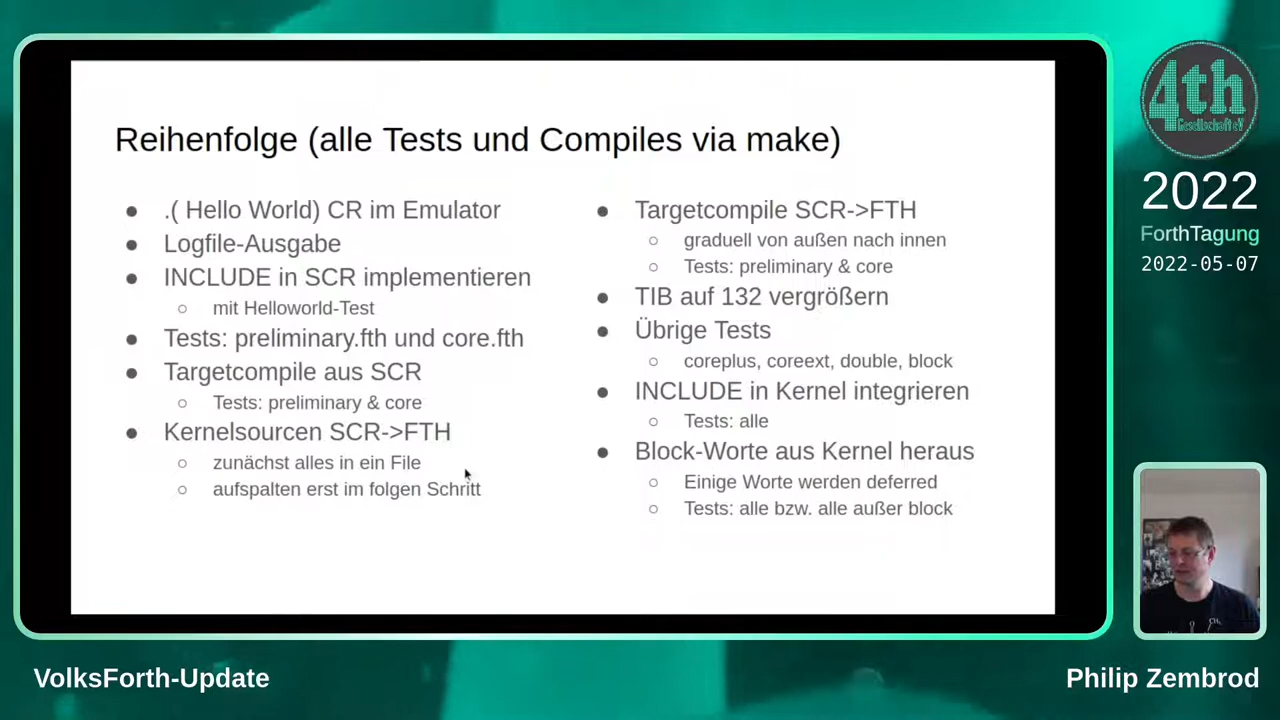 Reihenfolge (alle Tests und Compiles via make)
.( Hello World) CR im Emulator
Logfile-Ausgabe
INCLUDE in SCR implementieren
mit Helloworld-Test
Tests: preliminary.fth und core.fth
Targetcompile aus SCR
Tests: preliminary & core
Kernelsourcen SCR->FTH
zunächst alles in ein File
aufspalten erst im folgen Schritt
Targetcompile SCR->FTH
graduell von außen nach innen
Tests: preliminary & core
TIB auf 132 vergrößern
Übrige Tests
coreplus, coreext, double, block
INCLUDE in Kernel integrieren
Tests: alle
Block-Worte aus Kernel heraus
Einige Worte werden deferred
Tests: alle bzw. alle außer block
4th
Gesellschaft eV
2022
ForthTagung
2022-05-07
VolksForth-Update
Philip Zembrod